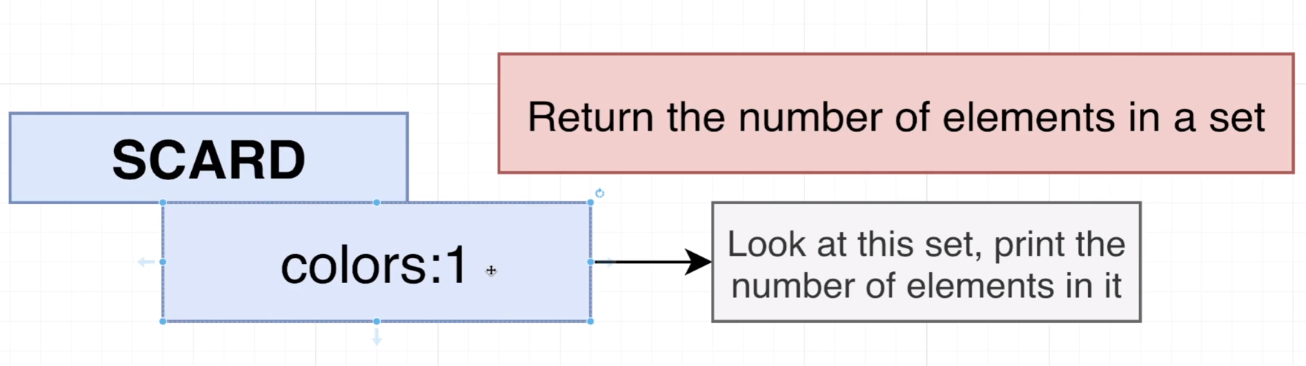 Return the number of elements in a set
SCARD
colors:1
Look at this set, print the
number of elements in it